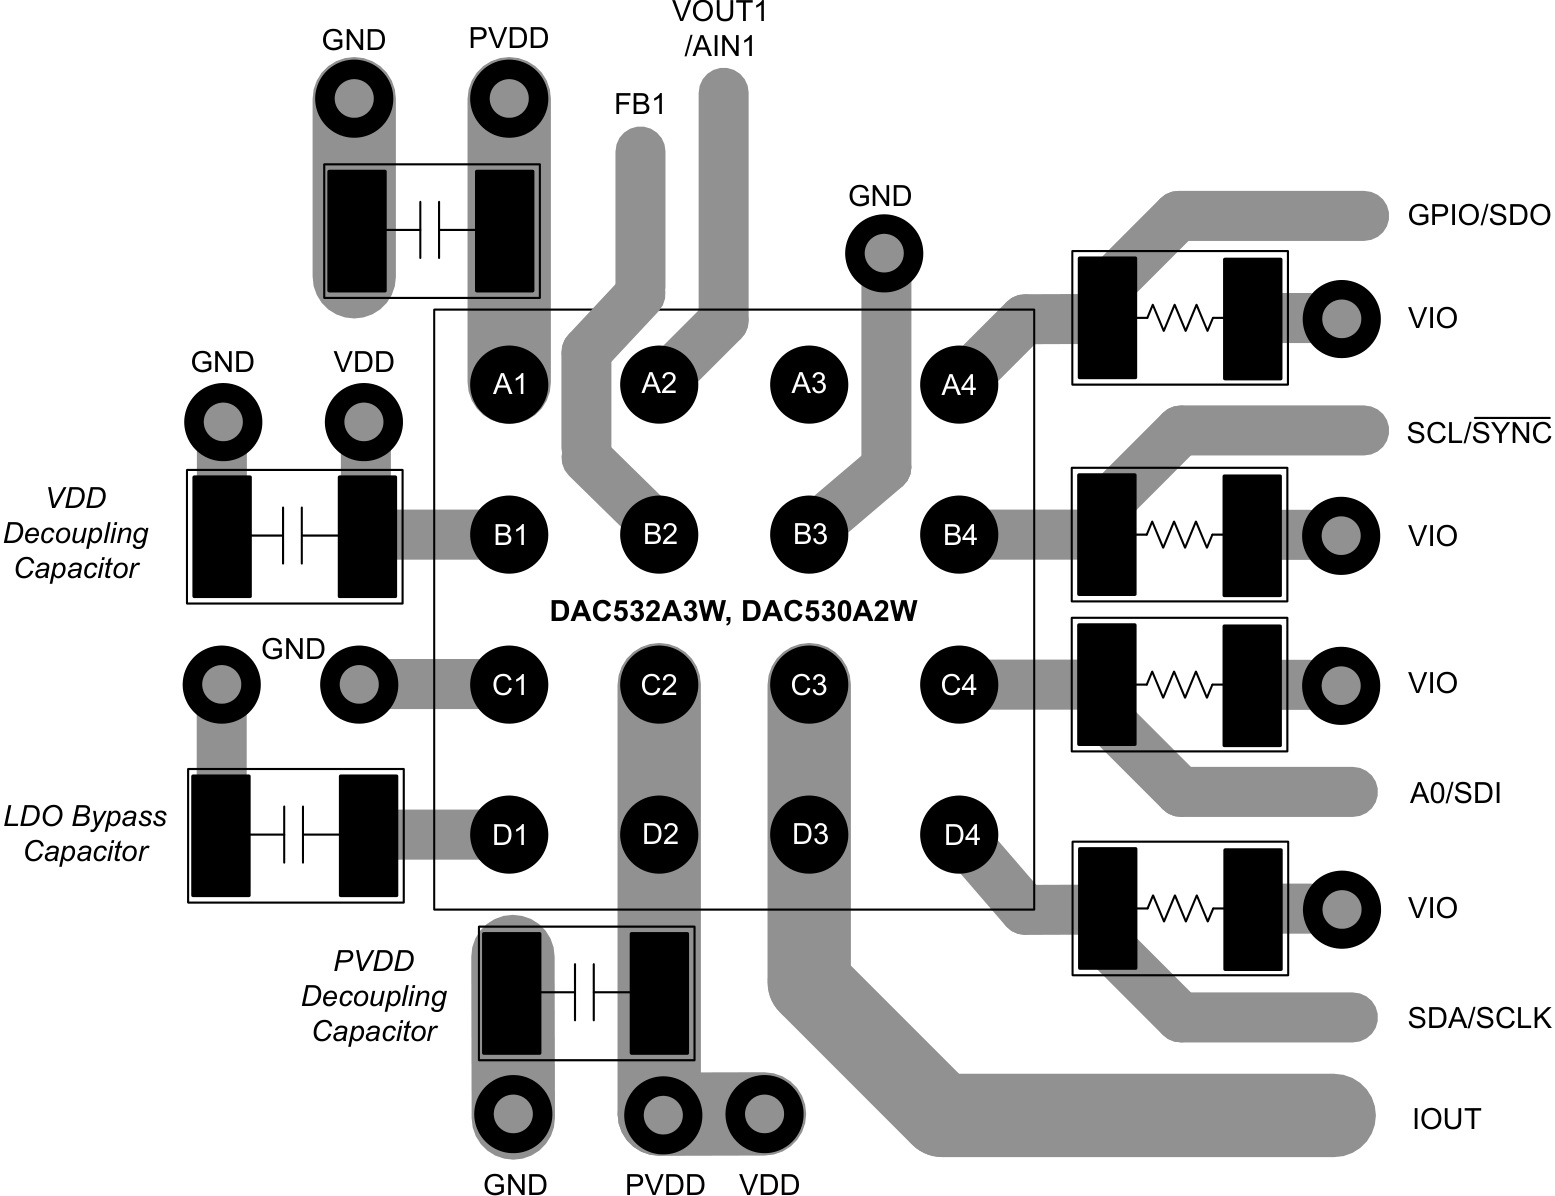 VOUT1
/AIN1
GND
PVDD
FB1
GND
GPIO/SDO
VIO
GND
VDD
A1
A2
A3
A4
SCL/SYNC
VDD
Decoupling
Capacitor
B1
B2
B3
B4
VIO
DAC532A3W, DAC530A2W
GND
C1
C2
C3
C4
VIO
A0/SDI
LDO Bypass
Capacitor
D1
D2
D3
D4
VIO
PVDD
Decoupling
Capacitor
SDA/SCLK
IOUT
GND
PVDD
VDD